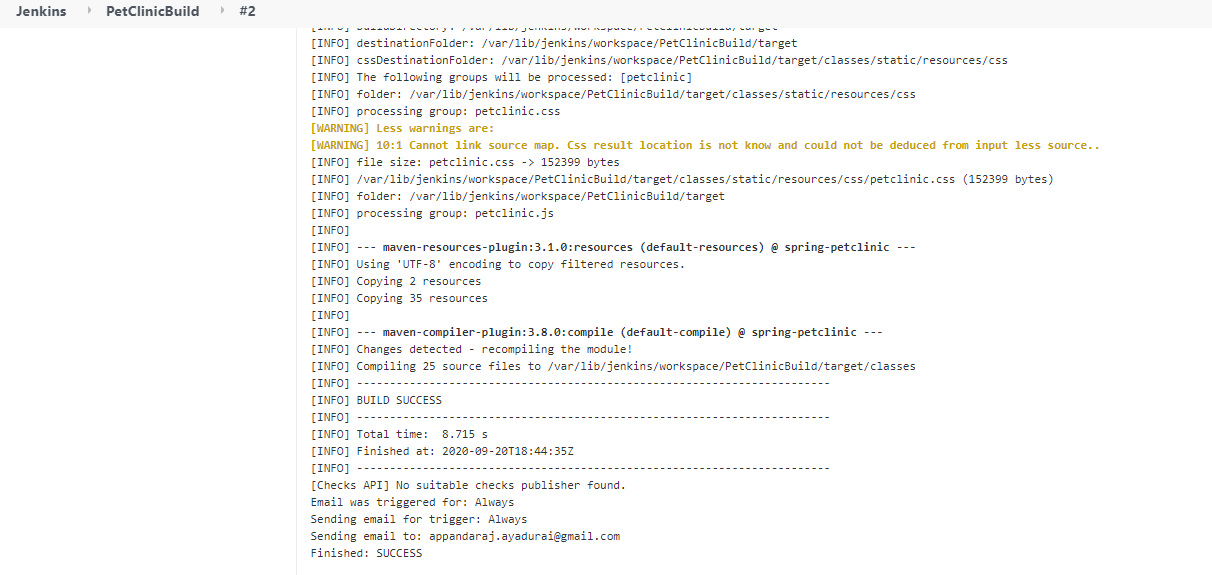 Jenkins PetClinicBuild #2
[INFO] buildDirectory: /var/lib/jenkins/workspace/PetClinicBuild/target
[INFO] destinationFolder: /var/lib/jenkins/workspace/PetClinicBuild/target
[INFO] cssDestinationFolder: /var/lib/jenkins/workspace/PetClinicBuild/target/classes/static/resources/css
[INFO] The following groups will be processed: [petclinic]
[INFO] folder: /var/lib/jenkins/workspace/PetClinicBuild/target/classes/static/resources/css
[INFO] processing group: petclinic.css
[WARNING] Less warnings are:
[WARNING] 10:1 Cannot link source map. Css result location is not know and could not be deduced from input less source..
[INFO] file size: petclinic.css -> 152399 bytes
[INFO] /var/lib/jenkins/workspace/PetClinicBuild/target/classes/static/resources/css/petclinic.css (152399 bytes)
[INFO] folder: /var/lib/jenkins/workspace/PetClinicBuild/target
[INFO] processing group: petclinic.js
[INFO]
[INFO] --- maven-resources-plugin:3.1.0:resources (default-resources) @ spring-petclinic ---
[INFO] Using 'UTF-8' encoding to copy filtered resources.
[INFO] Copying 2 resources
[INFO] Copying 35 resources
[INFO]
[INFO] --- maven-compiler-plugin:3.8.0:compile (default-compile) @ spring-petclinic ---
[INFO] Changes detected - recompiling the module!
[INFO] Compiling 25 source files to /var/lib/jenkins/workspace/PetClinicBuild/target/classes
[INFO] ------------------------------------------------------------------------
[INFO] BUILD SUCCESS
[INFO] ------------------------------------------------------------------------
[INFO] Total time:  8.715 s
[INFO] Finished at: 2020-09-20T18:44:35Z
[INFO] ------------------------------------------------------------------------
[Checks API] No suitable checks publisher found.
Email was triggered for: Always
Sending email for trigger: Always
Sending email to: appandaraj.ayadurai@gmail.com
Finished: SUCCESS